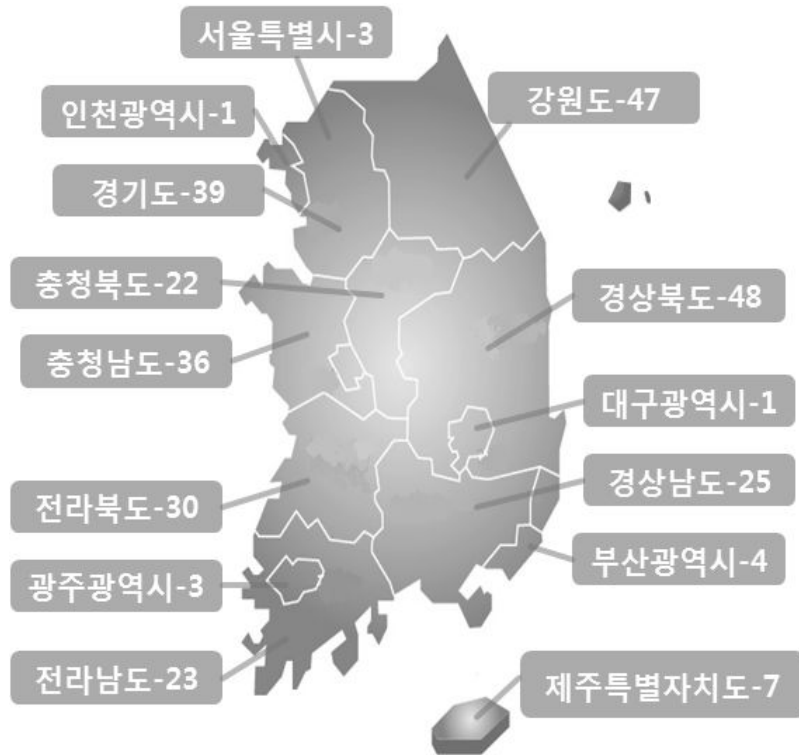 서울특별시-3
인천광역시-1
강원도-47
경기도-39
충청북도-22
경상북도-48
충청남도-36
대구광역시-1
경상남도-25
전라북도-30
부산광역시-4
광주광역시-3
전라남도-23
제주특별자치도-7